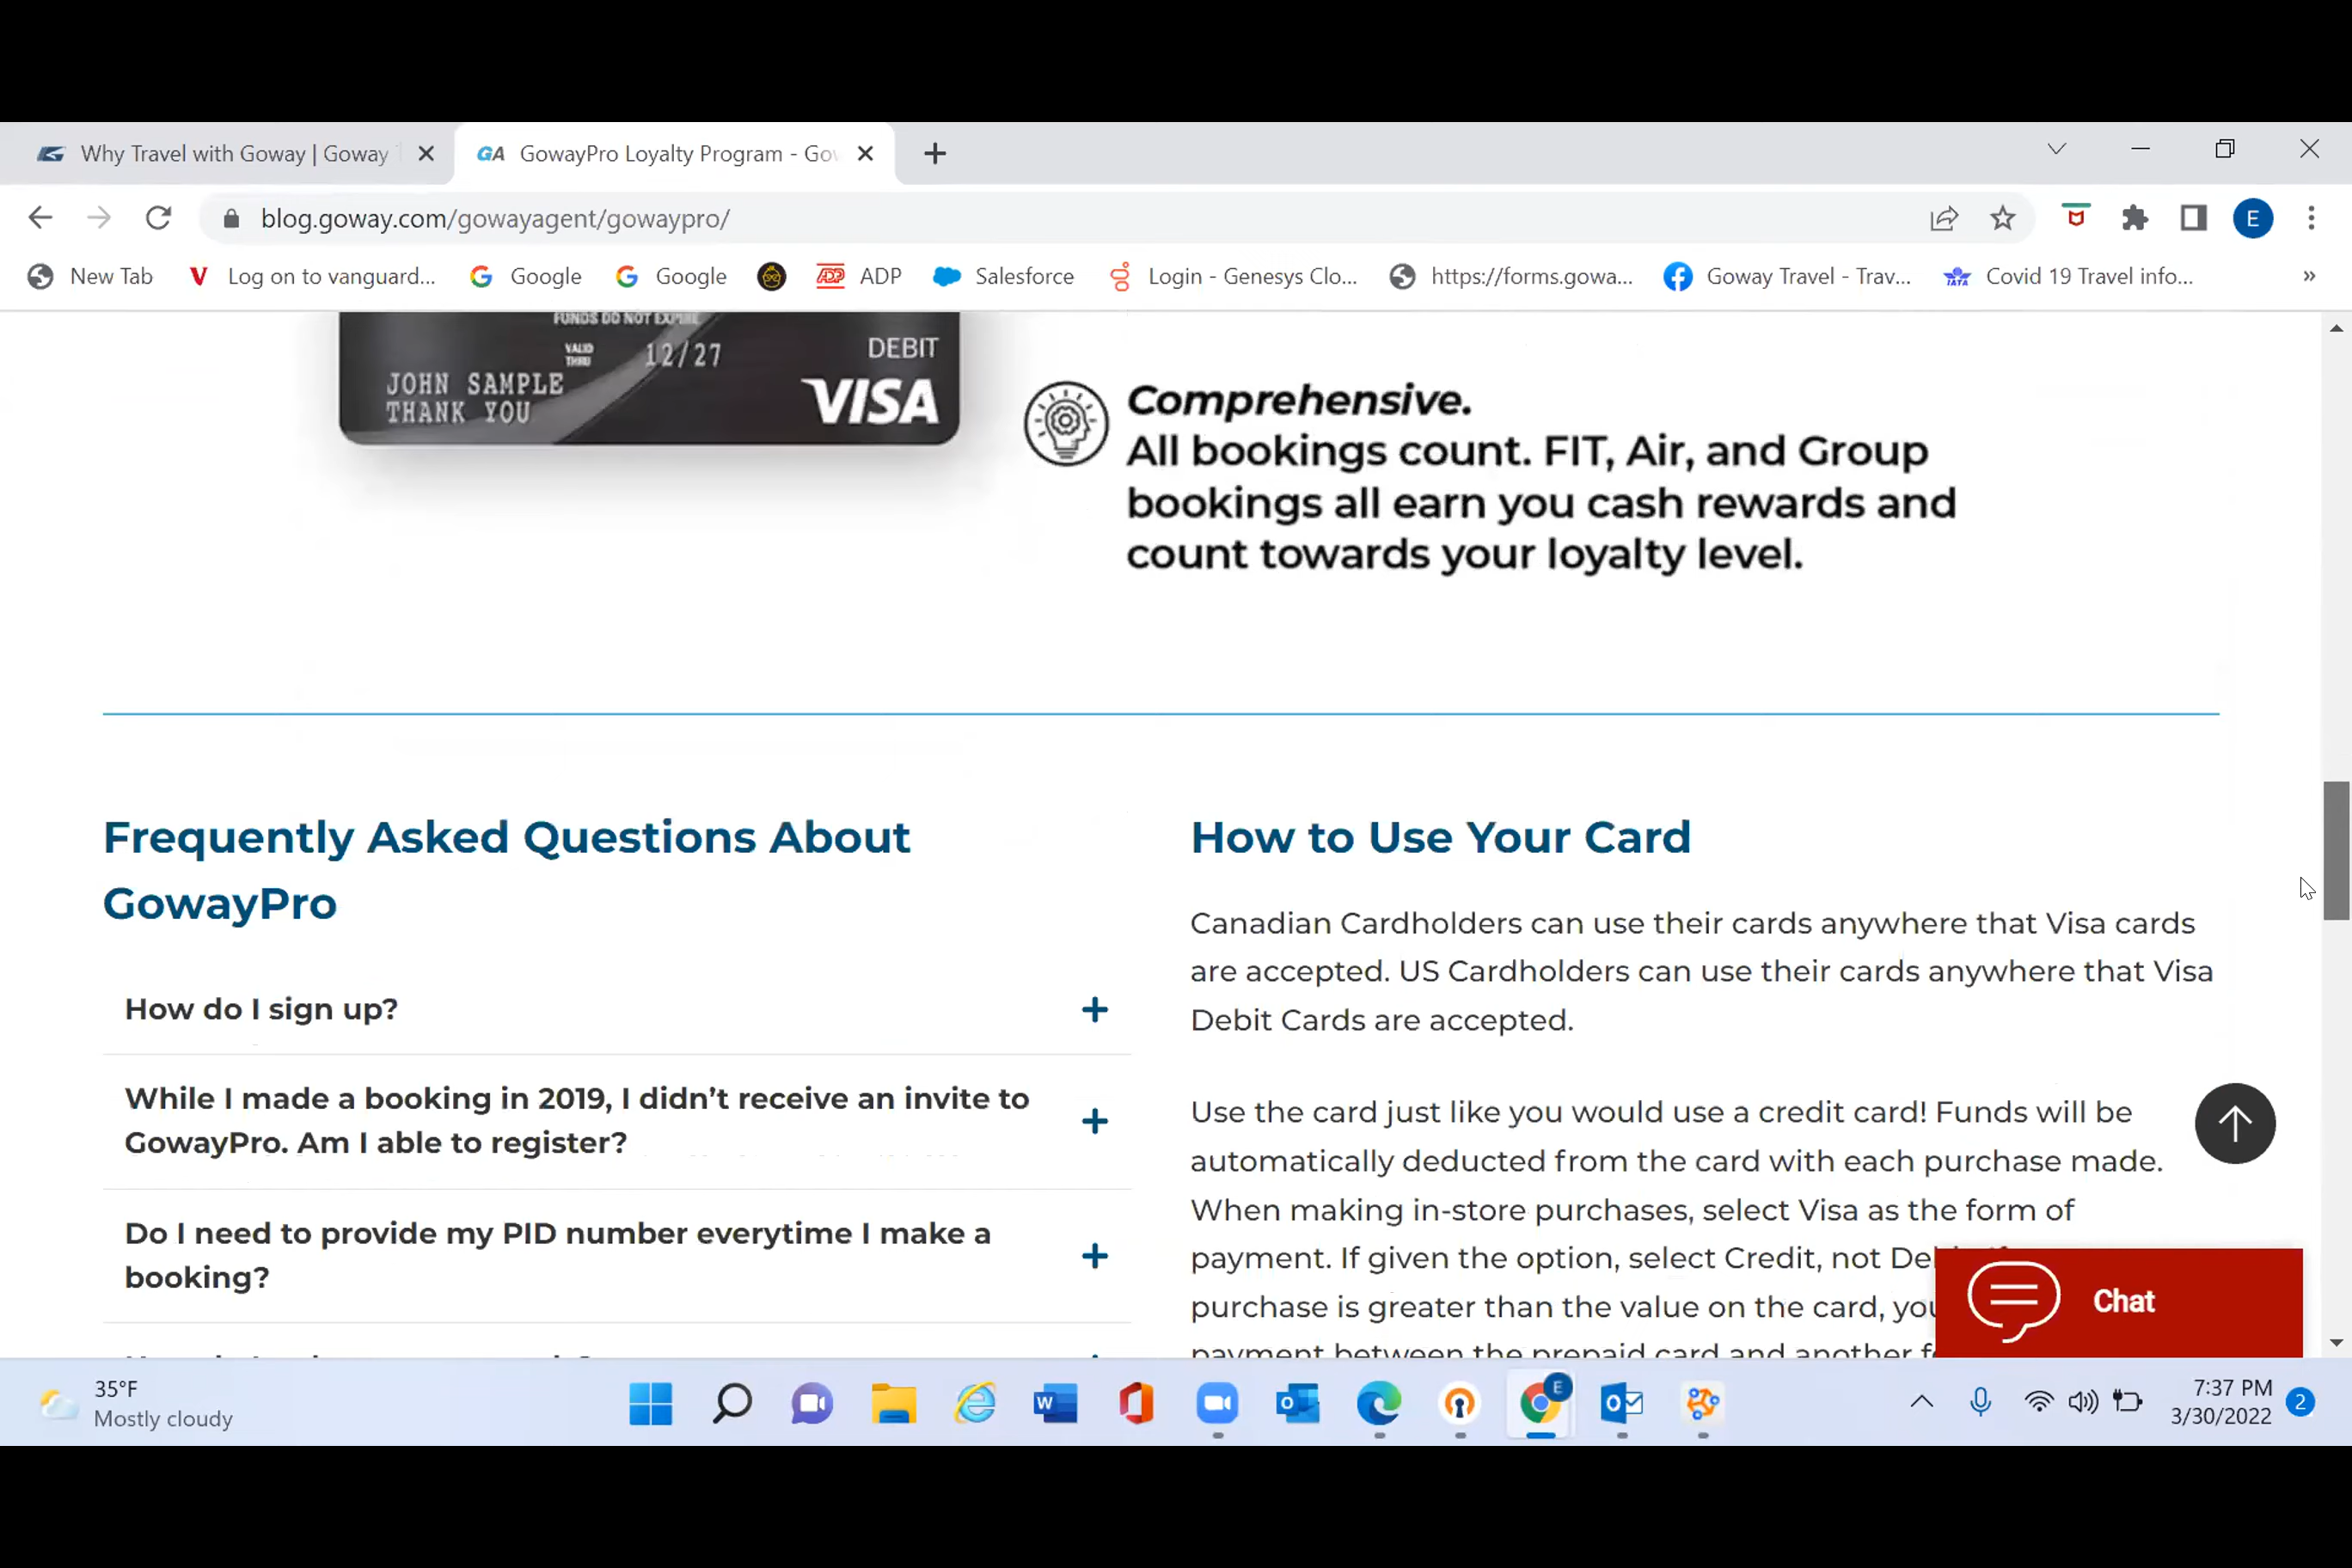 Why Travel with Goway | Goway
GowayPro Loyalty Program - Gow
blog.goway.com/gowayagent/gowaypro/
E
New Tab
Log on to vanguard...
Google
Google
ADP
Salesforce
Login - Genesys Clo...
https://forms.gowa...
Goway Travel - Trav...
Covid 19 Travel info...
»
FUNDS DO NOT EXPIRE
VALID THRU 12/27
DEBIT
JOHN SAMPLE
THANK YOU
VISA
Comprehensive.
All bookings count. FIT, Air, and Group
bookings all earn you cash rewards and
count towards your loyalty level.
Frequently Asked Questions About
GowayPro
How do I sign up?
While I made a booking in 2019, I didn't receive an invite to
GowayPro. Am I able to register?
Do I need to provide my PID number everytime I make a
booking?
How to Use Your Card
Canadian Cardholders can use their cards anywhere that Visa cards
are accepted. US Cardholders can use their cards anywhere that Visa
Debit Cards are accepted.
Use the card just like you would use a credit card! Funds will be
automatically deducted from the card with each purchase made.
When making in-store purchases, select Visa as the form of
payment. If given the option, select Credit, not
purchase is greater than the value on the card, you
payment between the prepaid card and another
Chat
35°F
Mostly cloudy
7:37 PM
3/30/2022
2